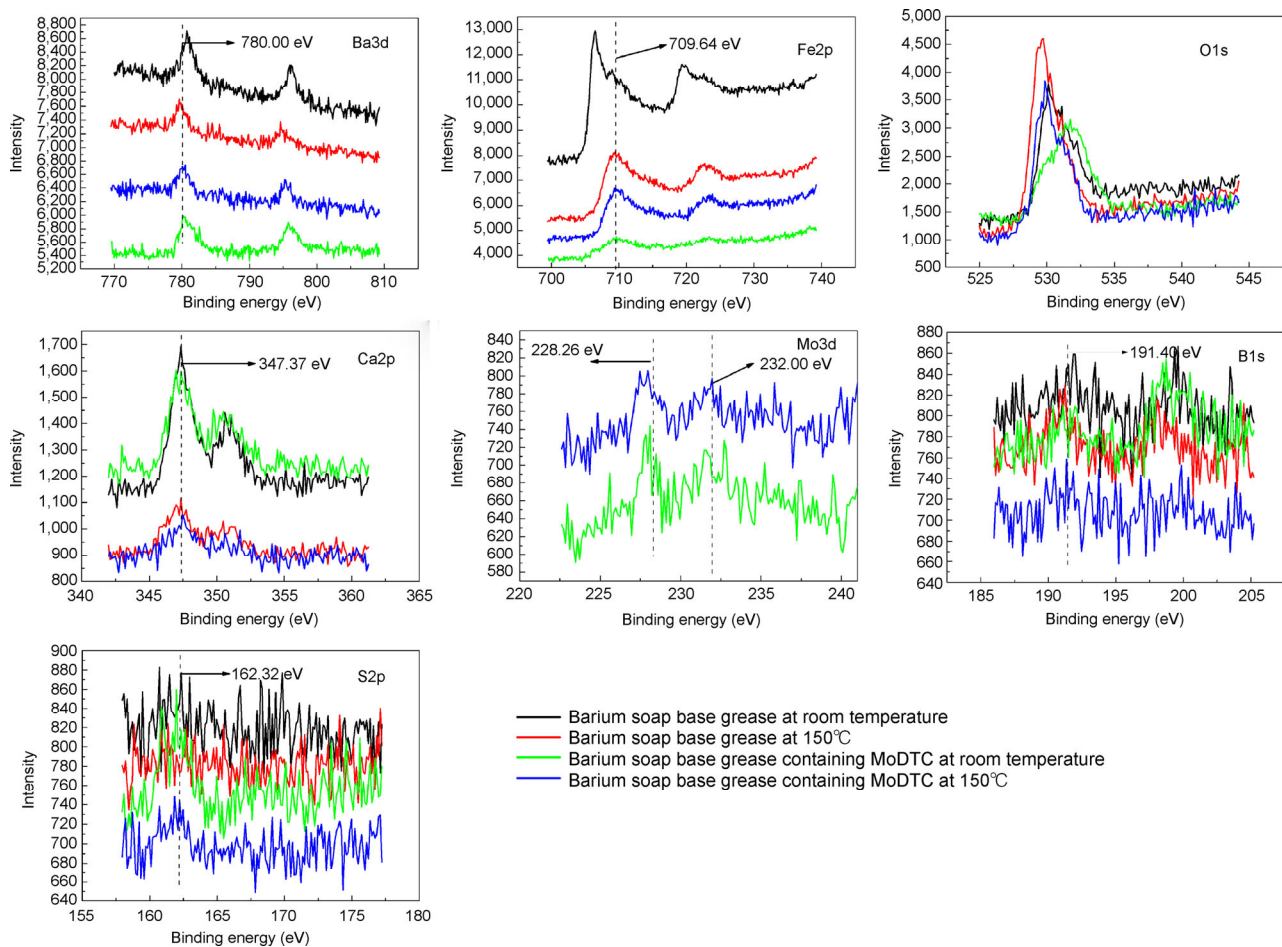 8,800
8,600
8,400
8,200
8,000
7,800
7,600
7,400
7,200
7,000
6,800
6,600
6,400
6,200
6,000
5,800
5,600
5,400
5,200
Intensity
780.00 eV
Ba3d
770 780 790 800 810
Binding energy (eV)
13,000
12,000
11,000
10,000
9,000
8,000
7,000
6,000
5,000
4,000
Intensity
709.64 eV
Fe2p
700 710 720 730 740
Binding energy (eV)
5,000
4,500
4,000
3,500
3,000
2,500
2,000
1,500
1,000
500
Intensity
O1s
525 530 535 540 545
Binding energy (eV)
1,700
1,600
1,500
1,400
1,300
1,200
1,100
1,000
900
800
Intensity
347.37 eV
Ca2p
340 345 350 355 360 365
Binding energy (eV)
840
820
800
780
760
740
720
700
680
660
640
620
600
580
Intensity
228.26 eV
Mo3d
232.00 eV
220 225 230 235 240
Binding energy (eV)
880
860
840
820
800
780
760
740
720
700
680
660
640
Intensity
B1s
191.40 eV
185 190 195 200 205
Binding energy (eV)
900
880
860
840
820
800
780
760
740
720
700
680
660
640
Intensity
S2p
162.32 eV
155 160 165 170 175 180
Binding energy (eV)
Barium soap base grease at room temperature
Barium soap base grease at 150℃
Barium soap base grease containing MoDTC at room temperature
Barium soap base grease containing MoDTC at 150℃